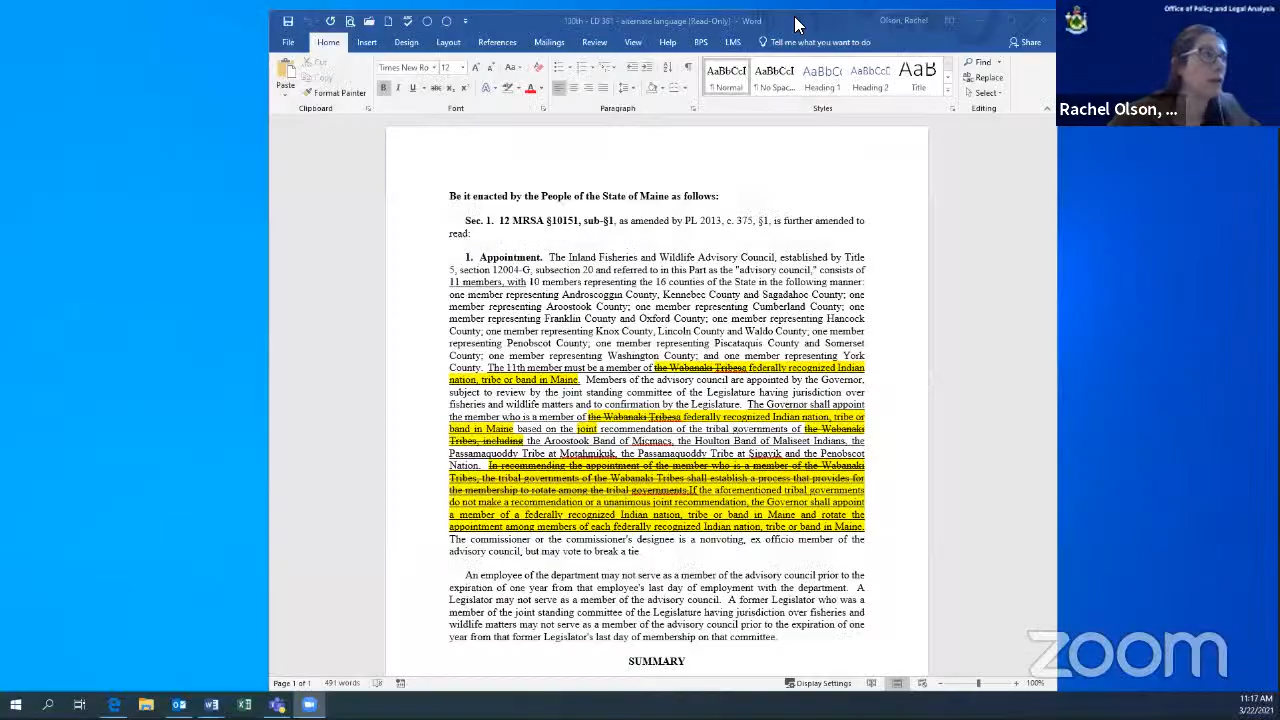 130th - LD 361 - alternate language (Read-Only) - Word
Olson, Rachel
Office of Policy and Legal Analysis
File Home Insert Design Layout References Mailings Review View Help BPS LMS Tell me what you want to do Share
Cut
Copy
Paste
Format Painter
Times New Ro 12
AaBbCcI AaBbCcI AaBbCc AaBbCcI AaB
¶ Normal ¶ No Spac... Heading 1 Heading 2 Title
Find
Replace
Select
Clipboard Font Paragraph Styles Editing
Rachel Olson, ...
Be it enacted by the People of the State of Maine as follows:
Sec. 1. 12 MRSA §10151, sub-§1, as amended by PL 2013, c. 375, §1, is further amended to
read:
1. Appointment. The Inland Fisheries and Wildlife Advisory Council, established by Title
5, section 12004-G, subsection 20 and referred to in this Part as the "advisory council," consists of
11 members, with 10 members representing the 16 counties of the State in the following manner:
one member representing Androscoggin County, Kennebec County and Sagadahoc County; one
member representing Aroostook County; one member representing Cumberland County; one
member representing Franklin County and Oxford County; one member representing Hancock
County; one member representing Knox County, Lincoln County and Waldo County; one member
representing Penobscot County; one member representing Piscataquis County and Somerset
County; one member representing Washington County; and one member representing York
County. The 11th member must be a member of the Wabanaki Tribesa federally recognized Indian
nation, tribe or band in Maine. Members of the advisory council are appointed by the Governor,
subject to review by the joint standing committee of the Legislature having jurisdiction over
fisheries and wildlife matters and to confirmation by the Legislature. The Governor shall appoint
the member who is a member of the Wabanaki Tribesa federally recognized Indian nation, tribe or
band in Maine based on the joint recommendation of the tribal governments of the Wabanaki
Tribes, including the Aroostook Band of Micmacs, the Houlton Band of Maliseet Indians, the
Passamaquoddy Tribe at Motahmikuk, the Passamaquoddy Tribe at Sipayik and the Penobscot
Nation. In recommending the appointment of the member who is a member of the Wabanaki
Tribes, the tribal governments of the Wabanaki Tribes shall establish a process that provides for
the membership to rotate among the tribal governments.If the aforementioned tribal governments
do not make a recommendation or a unanimous joint recommendation, the Governor shall appoint
a member of a federally recognized Indian nation, tribe or band in Maine and rotate the
appointment among members of each federally recognized Indian nation, tribe or band in Maine.
The commissioner or the commissioner's designee is a nonvoting, ex officio member of the
advisory council, but may vote to break a tie
An employee of the department may not serve as a member of the advisory council prior to the
expiration of one year from that employee's last day of employment with the department. A
Legislator may not serve as a member of the advisory council. A former Legislator who was a
member of the joint standing committee of the Legislature having jurisdiction over fisheries and
wildlife matters may not serve as a member of the advisory council prior to the expiration of one
year from that former Legislator's last day of membership on that committee.
SUMMARY
zoom
Page 1 of 1 491 words Display Settings 100%
11:17 AM
3/22/2021